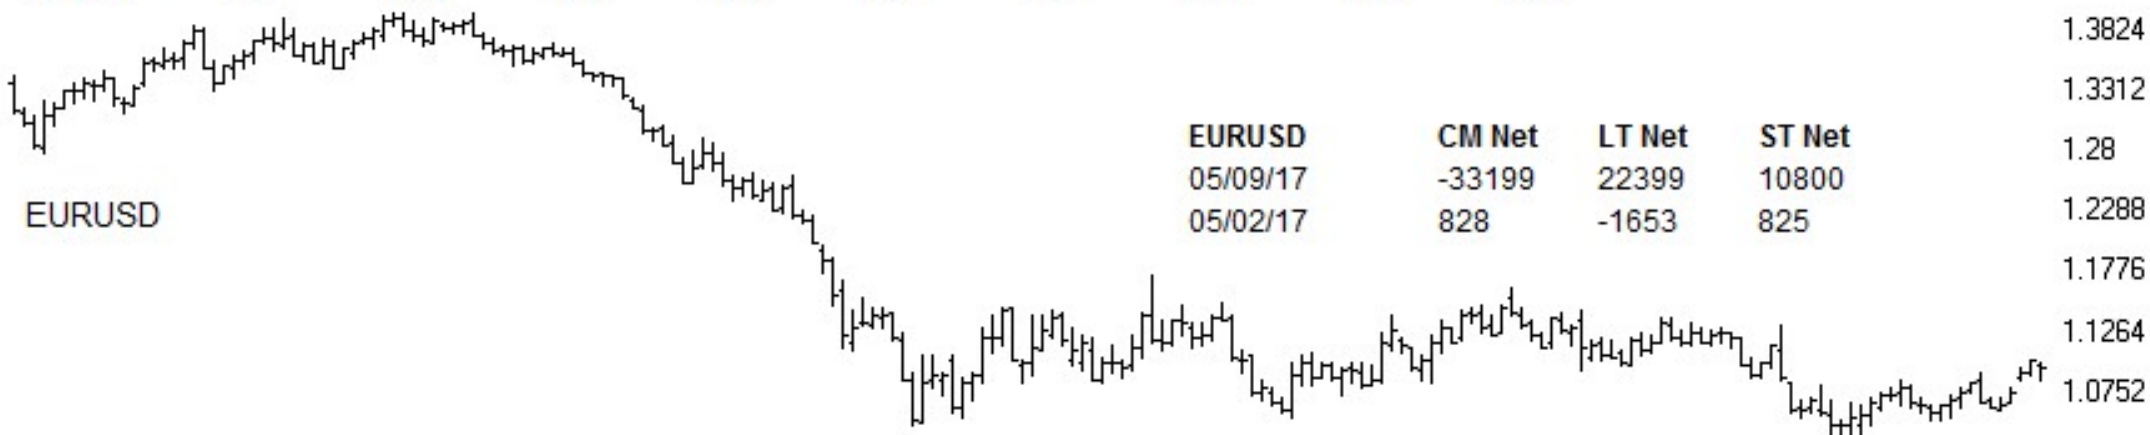 1.3824
1.3312
EURUSD CM Net LT Net ST Net
1.28
05/09/17 -33199 22399 10800
EURUSD
1.2288
05/02/17 828 -1653 825
1.1776
1.1264
1.0752